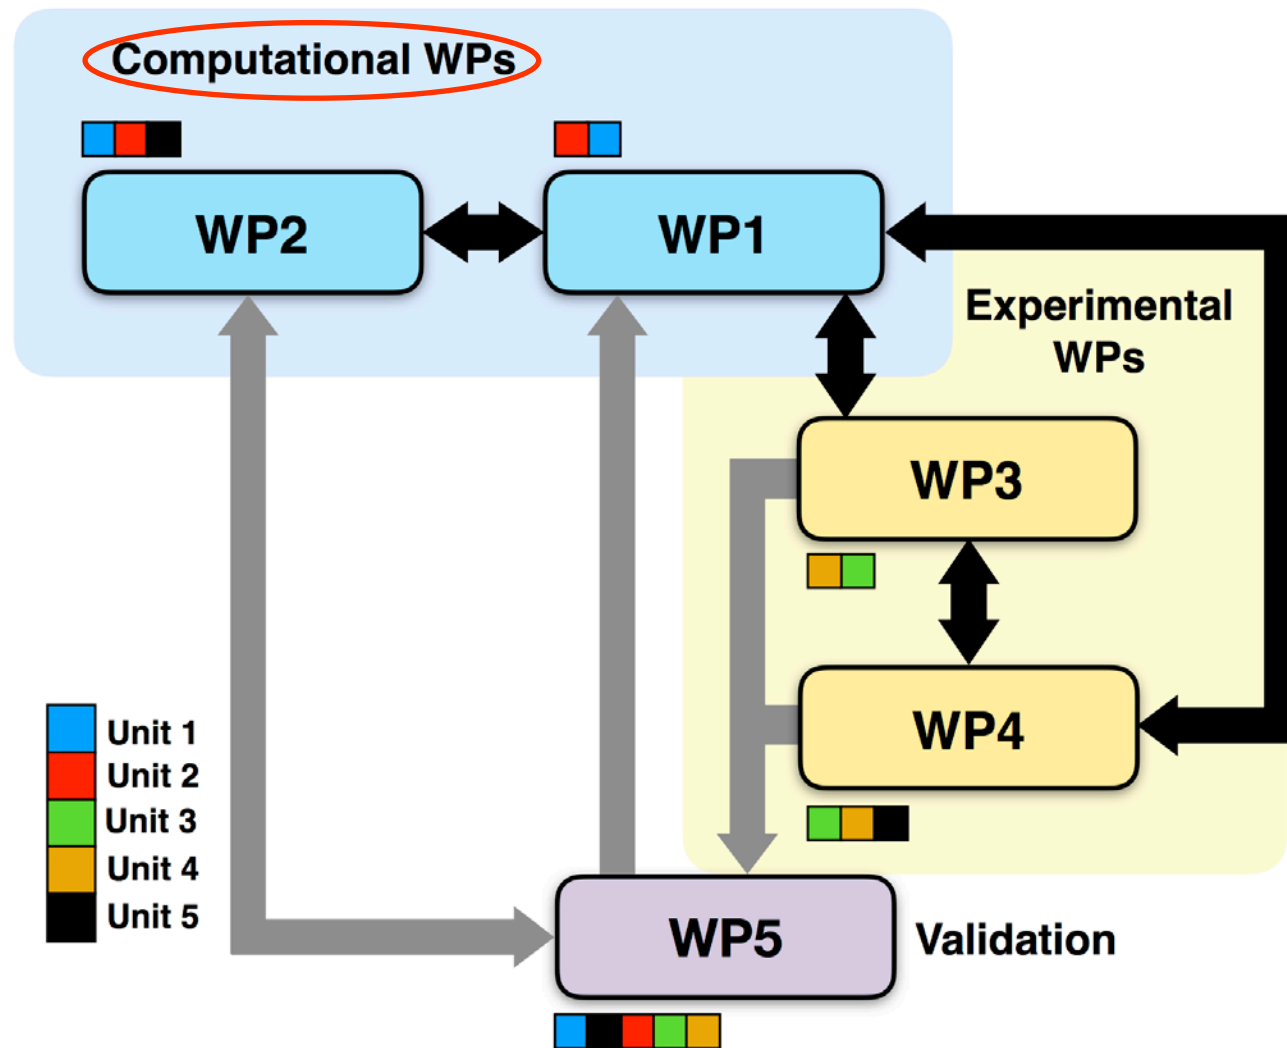 Computational WPs
WP2
WP1
Experimental
WPs
WP3
WP4
Unit 1
Unit 2
Unit 3
Unit 4
Unit 5
WP5
Validation